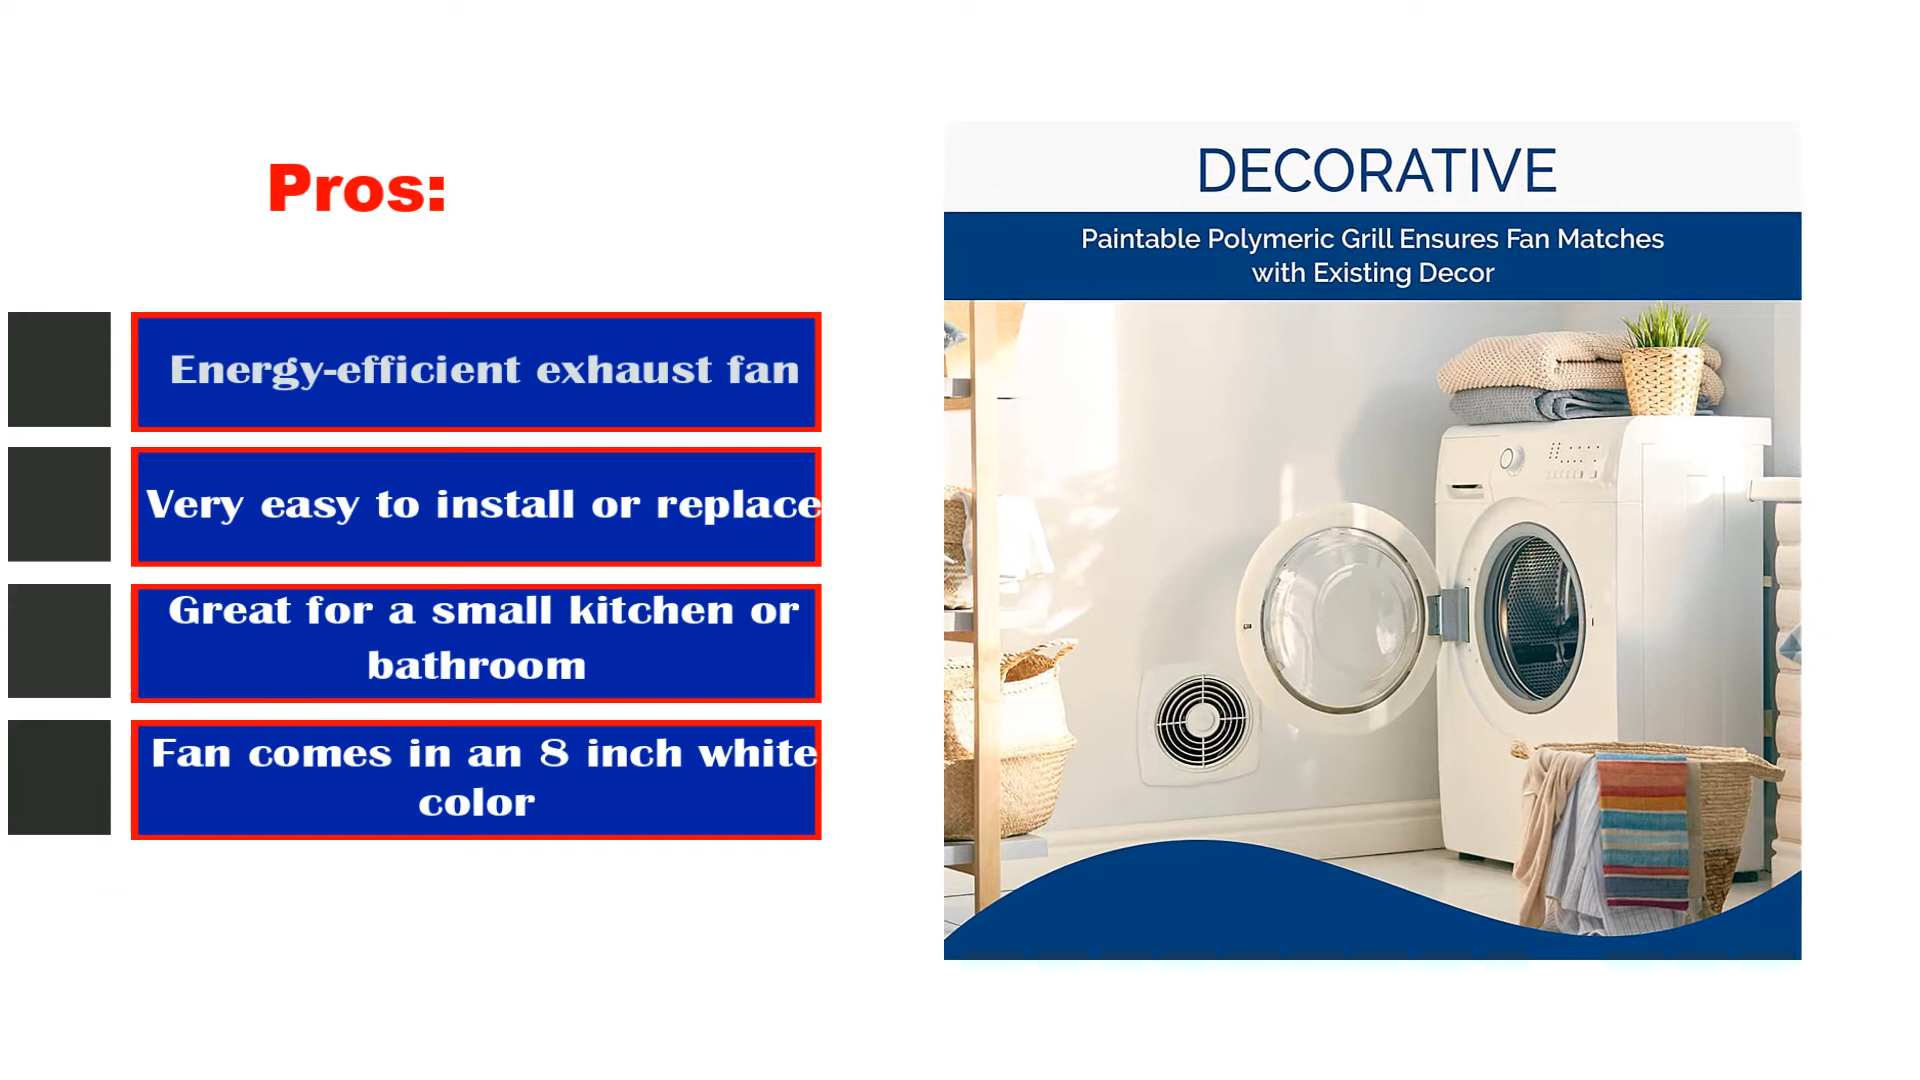 Pros:
Energy-efficient exhaust fan
Very easy to install or replace
Great for a small kitchen or
bathroom
Fan comes in an 8 inch white
color
DECORATIVE
Paintable Polymeric Grill Ensures Fan Matches
with Existing Decor